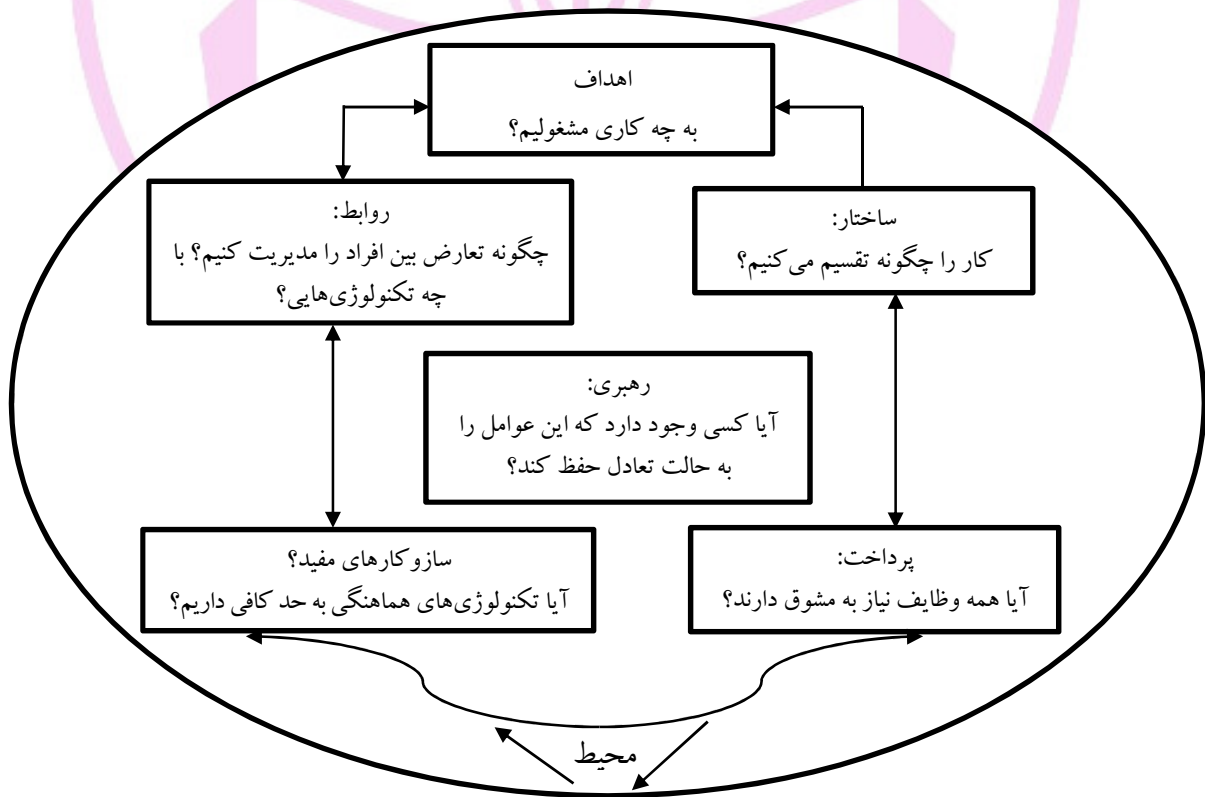 اهداف
به چه کاری مشغولیم؟
ساختار:
کار را چگونه تقسیم می‌کنیم؟
روابط:
چگونه تعارض بین افراد را مدیریت کنیم؟ با
چه تکنولوژی‌هایی؟
رهبری:
آیا کسی وجود دارد که این عوامل را
به حالت تعادل حفظ کند؟
پرداخت:
آیا همه وظایف نیاز به مشوق دارند؟
سازوکارهای مفید؟
آیا تکنولوژی‌های هماهنگی به حد کافی داریم؟
محیط